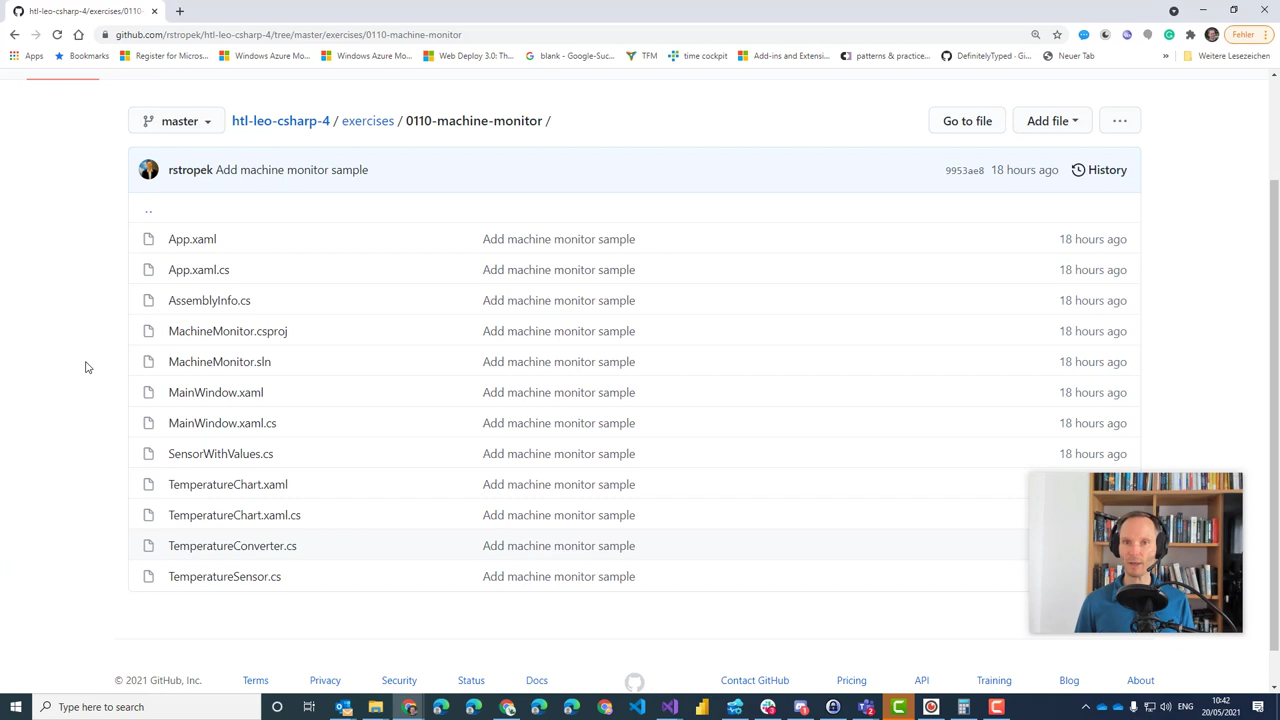 htl-leo-csharp-4/exercises/0110-
github.com/rstropek/htl-leo-csharp-4/tree/master/exercises/0110-machine-monitor
Fehler
Apps
Bookmarks
Register for Microso...
Windows Azure Mo...
Windows Azure Mo...
Web Deploy 3.0: Th...
blank - Google-Suc...
TFM
time cockpit
Add-ins and Extensi...
patterns & practice...
DefinitelyTyped - Gi...
Neuer Tab
»
Weitere Lesezeichen
master
htl-leo-csharp-4 / exercises / 0110-machine-monitor /
Go to file
Add file
...
rstropek Add machine monitor sample
9953ae8 18 hours ago
History
..
App.xaml Add machine monitor sample 18 hours ago
App.xaml.cs Add machine monitor sample 18 hours ago
AssemblyInfo.cs Add machine monitor sample 18 hours ago
MachineMonitor.csproj Add machine monitor sample 18 hours ago
MachineMonitor.sln Add machine monitor sample 18 hours ago
MainWindow.xaml Add machine monitor sample 18 hours ago
MainWindow.xaml.cs Add machine monitor sample 18 hours ago
SensorWithValues.cs Add machine monitor sample 18 hours ago
TemperatureChart.xaml Add machine monitor sample
TemperatureChart.xaml.cs Add machine monitor sample
TemperatureConverter.cs Add machine monitor sample
TemperatureSensor.cs Add machine monitor sample
© 2021 GitHub, Inc.
Terms
Privacy
Security
Status
Docs
Contact GitHub
Pricing
API
Training
Blog
About
Type here to search
ENG
10:42
20/05/2021